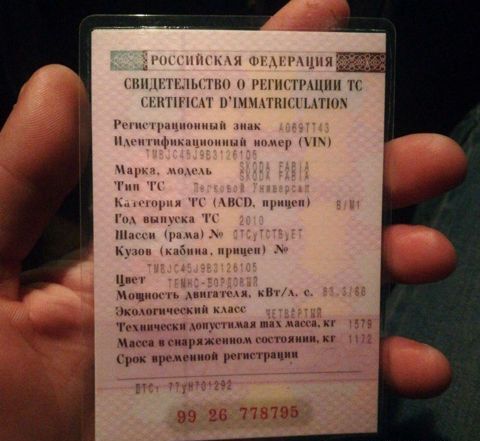 РОССИЙСКАЯ ФЕДЕРАЦИЯ
СВИДЕТЕЛЬСТВО О РЕГИСТРАЦИИ ТС
CERTIFICAT D'IMMATRICULATION
Регистрационный знак А069ТТ43
Идентификационный номер (VIN)
TMBJC45J9B3126105
Марка, модель SKODA FABIA
SKODA FABIA
Тип ТС Легковой Универсал
Категория ТС (ABCD, прицеп) В/М1
Год выпуска ТС 2010
Шасси (рама) № ОТСуТСТВуЕТ
Кузов (кабина, прицеп) №
TMBJC45J9B3126105
Цвет ТЕМНО-БОРДОВЫЙ
Мощность двигателя, кВт/л. с. 63.3/86
Экологический класс ЧЕТВЁРТЫЙ
Технически допустимая max масса, кг 1579
Масса в снаряженном состоянии, кг 1172
Срок временной регистрации
ПТС: 77уН701292
99 26 778795